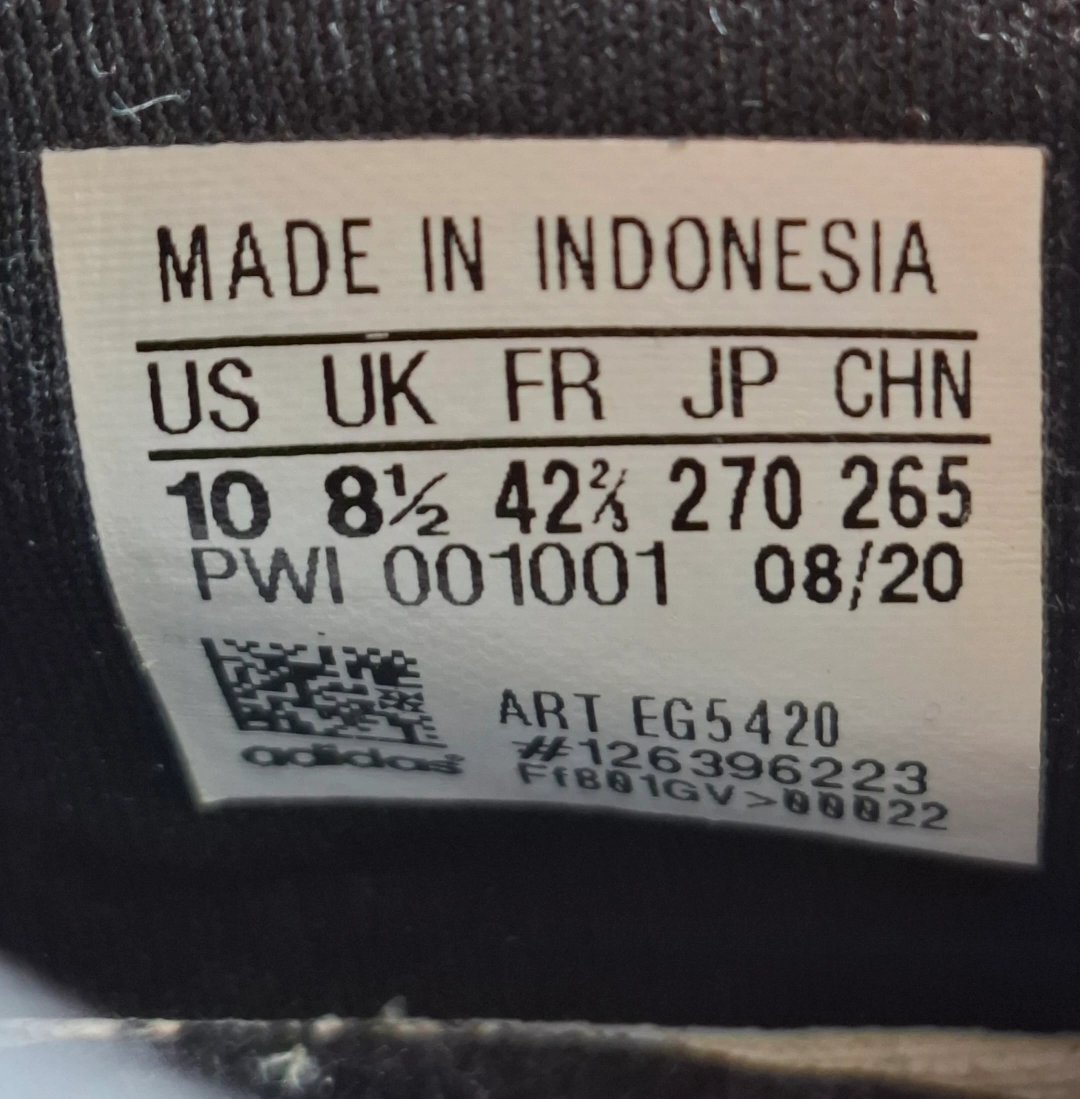 MADE IN INDONESIA
US UK FR JP CHN
10 8½ 42⅔ 270 265
PWI 001001 08/20
ART EG5420
#126396223
adidas
FfB01GV>00022